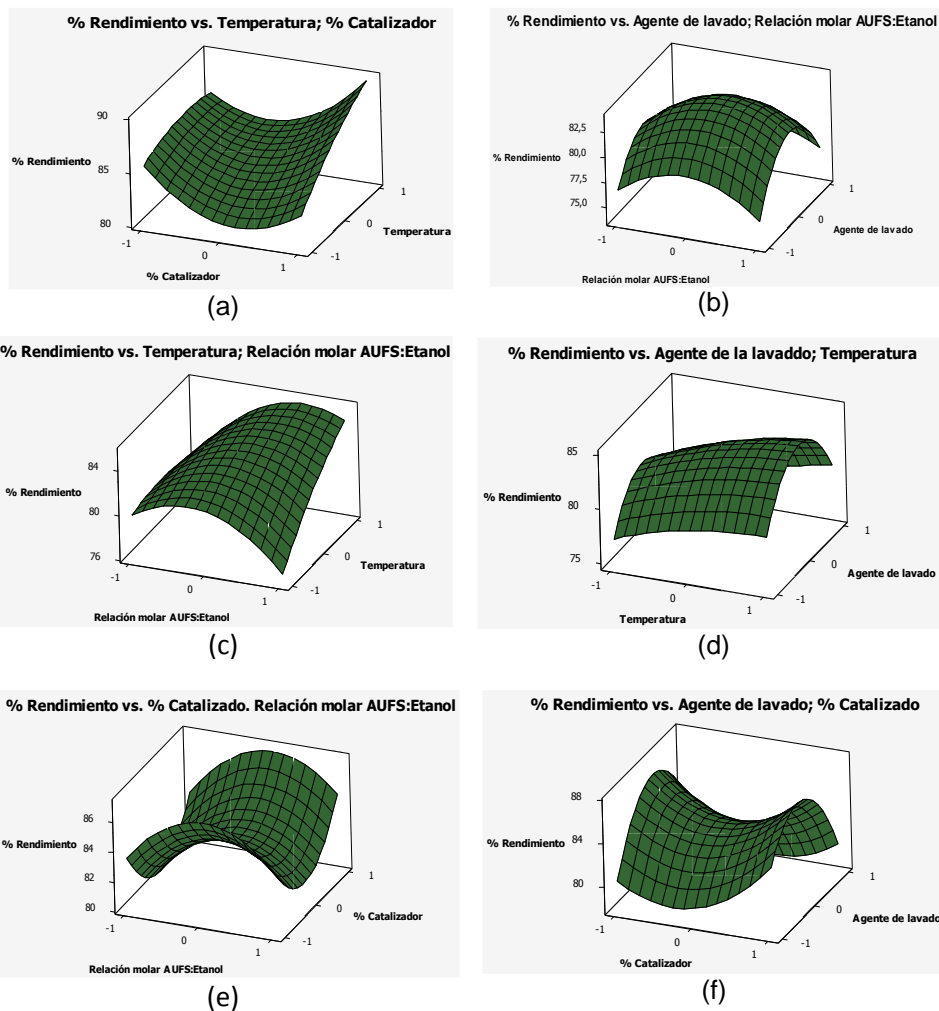 % Rendimiento vs. Temperatura; % Catalizador
90
85
80
% Rendimiento
-1
0
1
% Catalizador
-1
0
1
Temperatura
(a)
% Rendimiento vs. Agente de lavado; Relación molar AUFS:Etanol
82,5
80,0
77,5
75,0
% Rendimiento
-1
0
1
Relación molar AUFS:Etanol
-1
0
1
Agente de lavado
(b)
% Rendimiento vs. Temperatura; Relación molar AUFS:Etanol
84
80
76
% Rendimiento
-1
0
1
Relación molar AUFS:Etanol
-1
0
1
Temperatura
(c)
% Rendimiento vs. Agente de la lavaddo; Temperatura
85
80
75
% Rendimiento
-1
0
1
Temperatura
-1
0
1
Agente de lavado
(d)
% Rendimiento vs. % Catalizado. Relación molar AUFS:Etanol
86
84
82
80
% Rendimiento
-1
0
1
Relación molar AUFS:Etanol
-1
0
1
% Catalizador
(e)
% Rendimiento vs. Agente de lavado; % Catalizado
88
84
80
% Rendimiento
-1
0
1
% Catalizador
-1
0
1
Agente de lavado
(f)